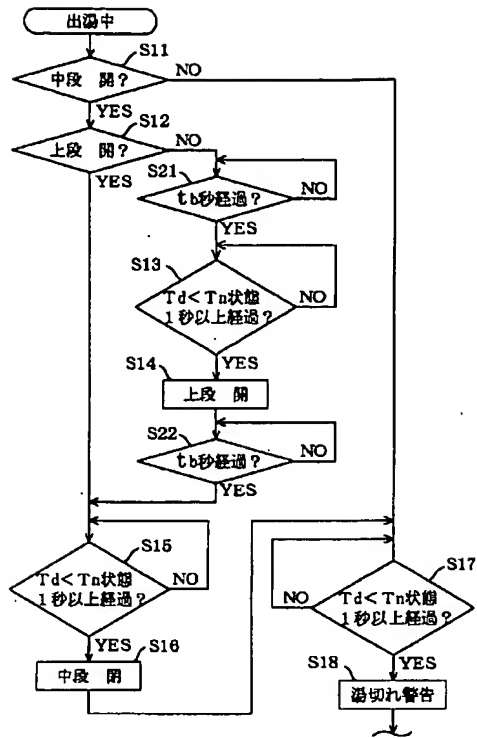 出湯中
S11
中段 開?
NO
YES
S12
上段 開?
NO
YES
S21
tb秒経過?
NO
YES
S13
Td<Tn状態
1秒以上経過?
NO
YES
S14
上段 開
S22
tb秒経過?
NO
YES
S15
Td<Tn状態
1秒以上経過?
NO
YES
S16
中段 閉
S17
Td<Tn状態
1秒以上経過?
NO
YES
S18
湯切れ警告